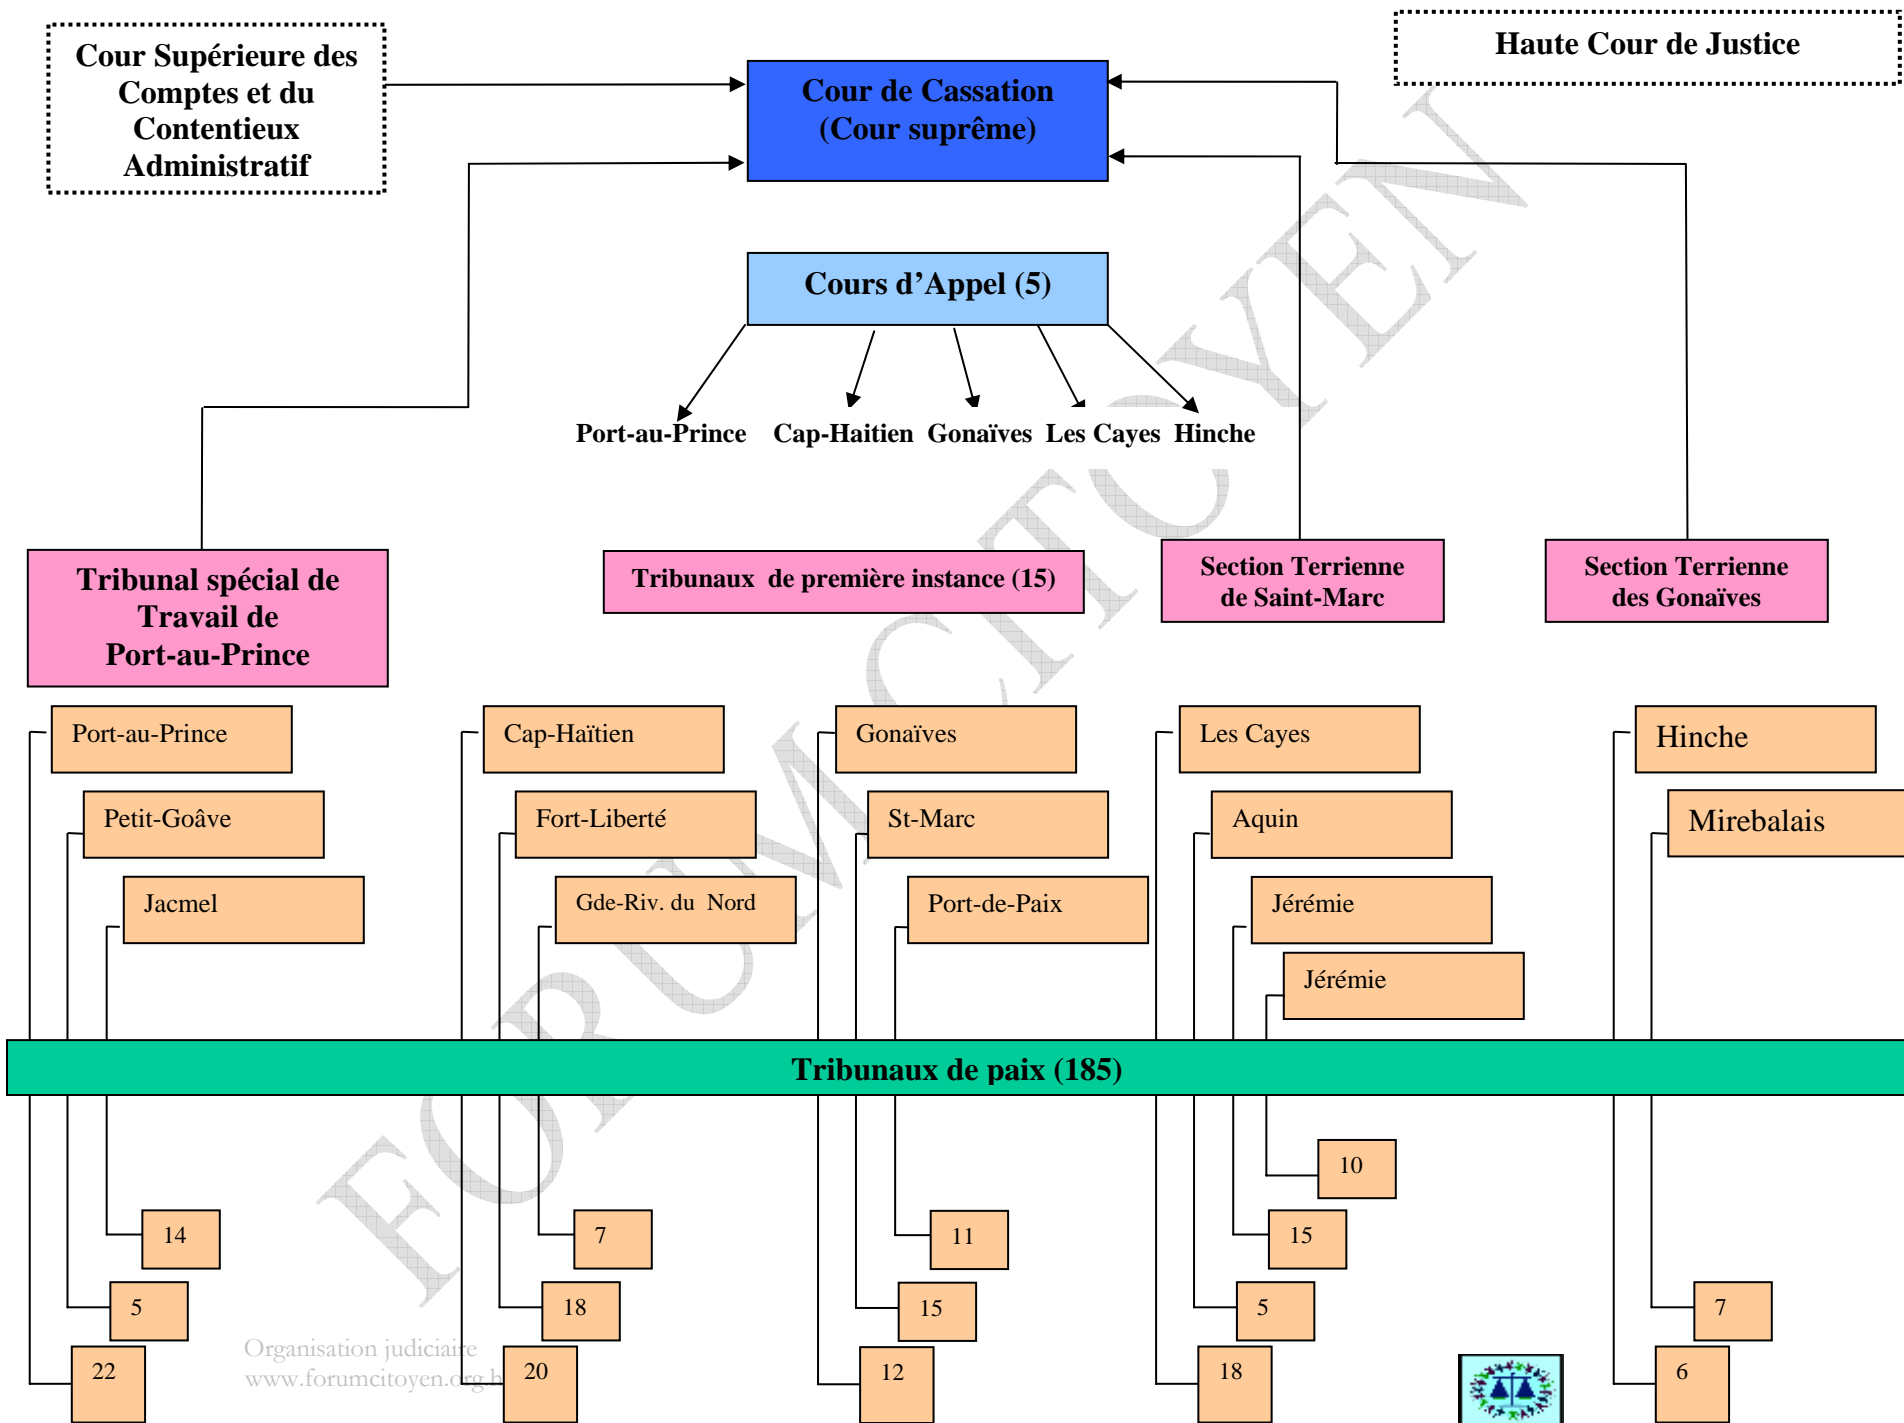 Cour Supérieure des
Comptes et du
Contentieux
Administratif
Haute Cour de Justice
Cour de Cassation
(Cour suprême)
Cours d’Appel (5)
Port-au-Prince Cap-Haitien Gonaïves Les Cayes Hinche
Tribunal spécial de
Travail de
Port-au-Prince
Tribunaux de première instance (15)
Section Terrienne
de Saint-Marc
Section Terrienne
des Gonaïves
Port-au-Prince
Cap-Haïtien
Gonaïves
Les Cayes
Hinche
Petit-Goâve
Fort-Liberté
St-Marc
Aquin
Mirebalais
Jacmel
Gde-Riv. du Nord
Port-de-Paix
Jérémie
Jérémie
Tribunaux de paix (185)
10
14
7
11
15
5
18
15
5
7
22
20
12
18
6
Organisation judiciaire
www.forumcitoyen.org.h
FORUM CITOYEN